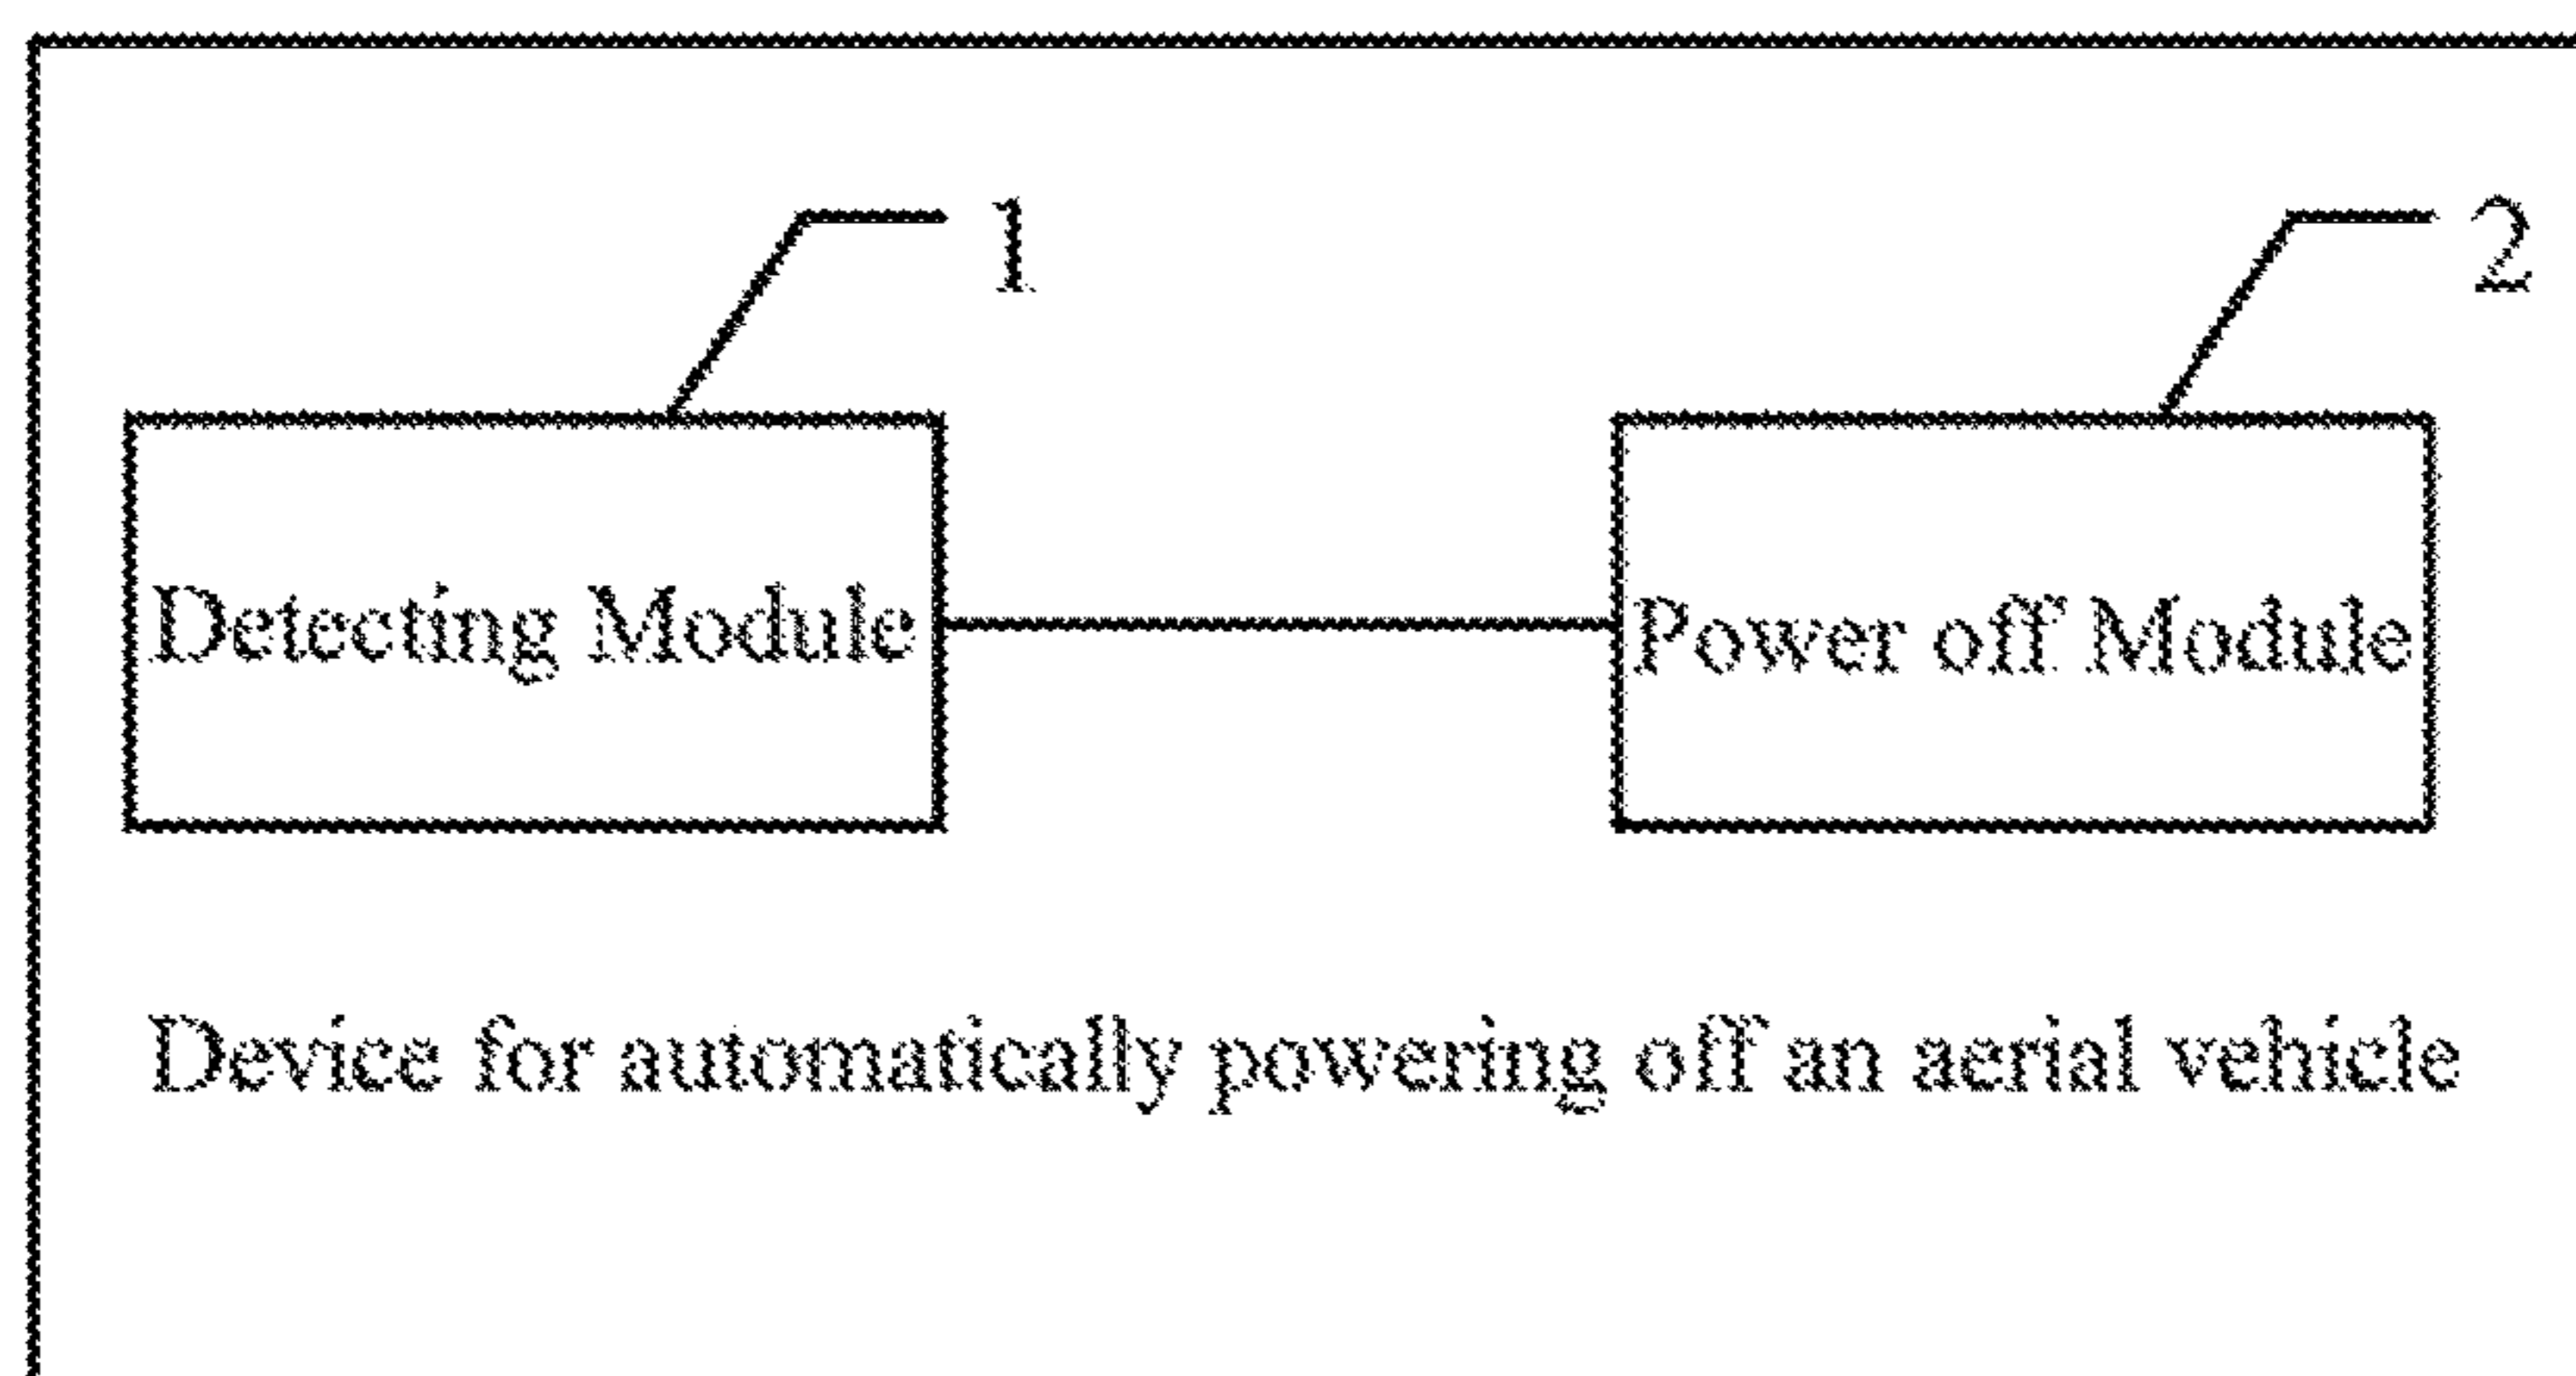 1
2
Detecting Module
Power off Module
Device for automatically powering off an aerial vehicle